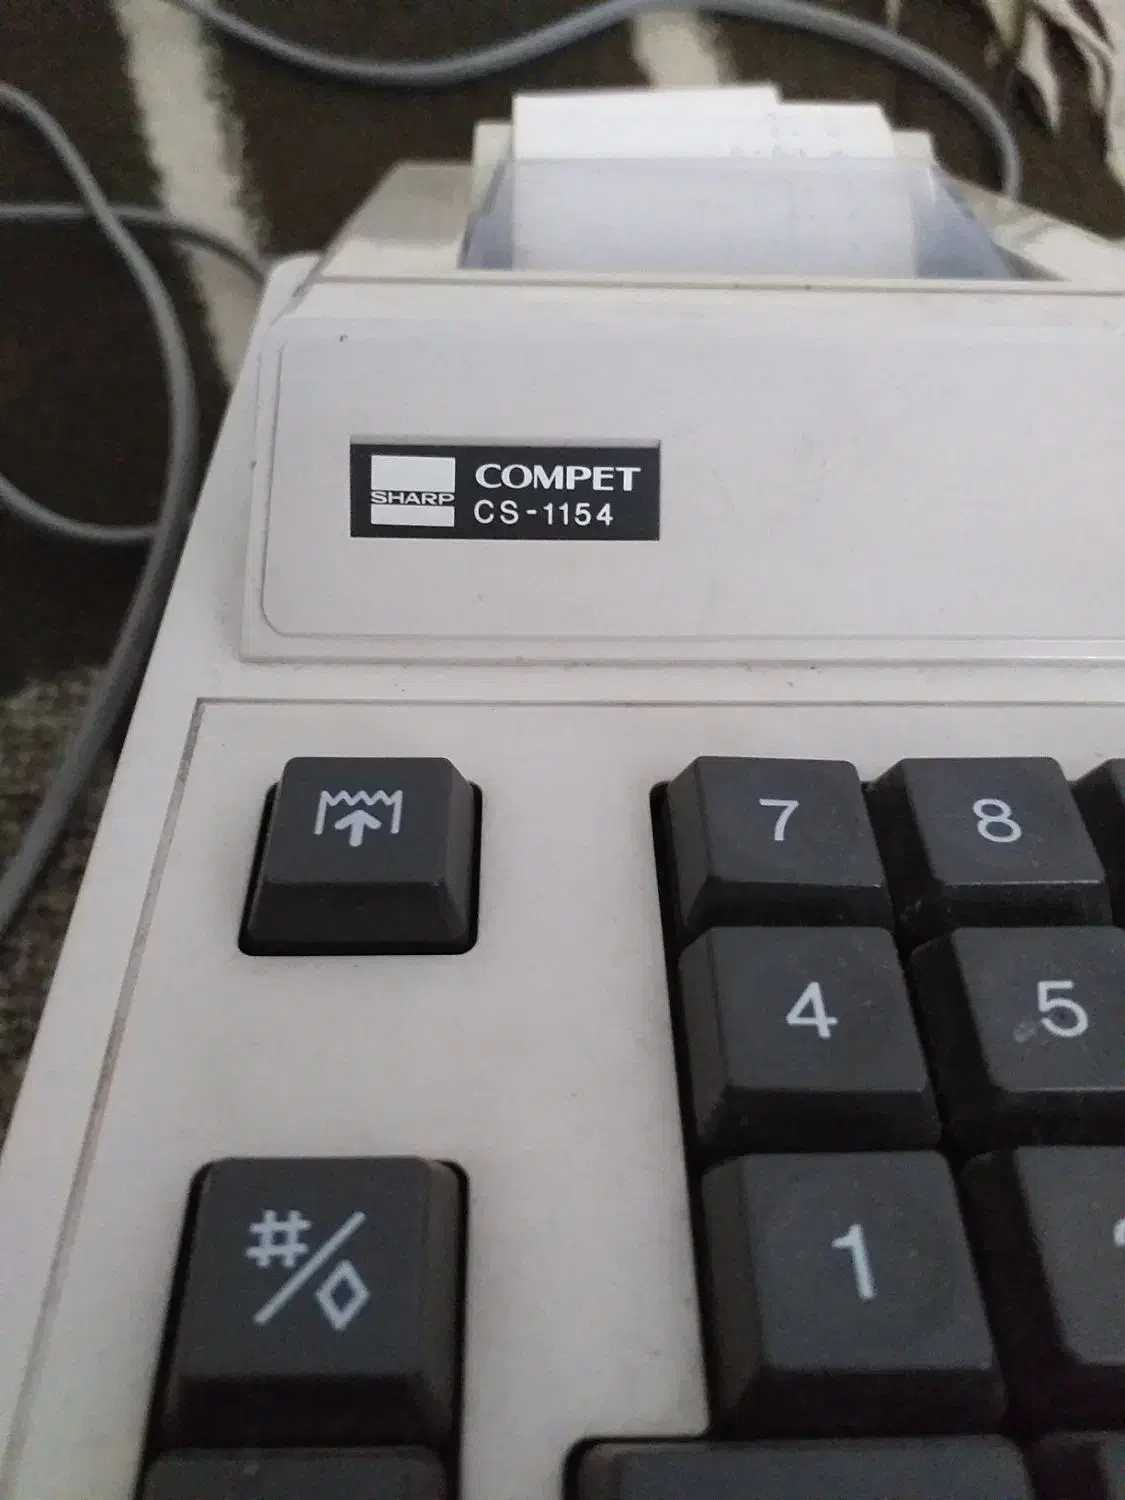 COMPET
SHARP
CS-1154
7 8
4 5
#/◊
1